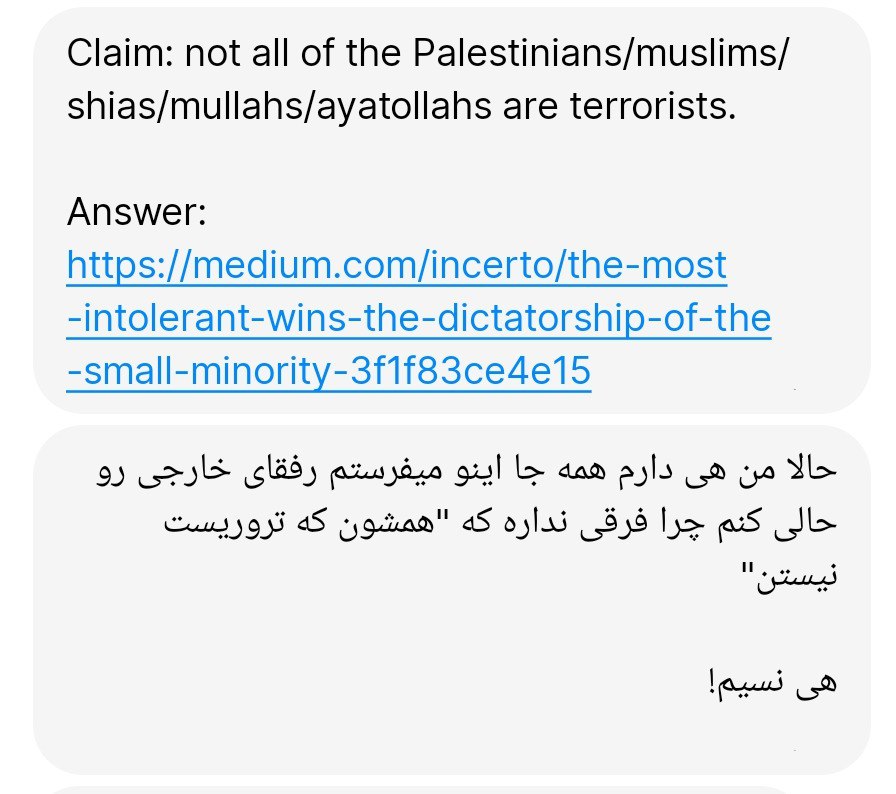 Claim: not all of the Palestinians/muslims/
shias/mullahs/ayatollahs are terrorists.
Answer:
https://medium.com/incerto/the-most
-intolerant-wins-the-dictatorship-of-the
-small-minority-3f1f83ce4e15
حالا من هی دارم همه جا اینو میفرستم رفقای خارجی رو
حالی کنم چرا فرقی نداره که "همشون که تروریست
نیستن"
هی نسیم!